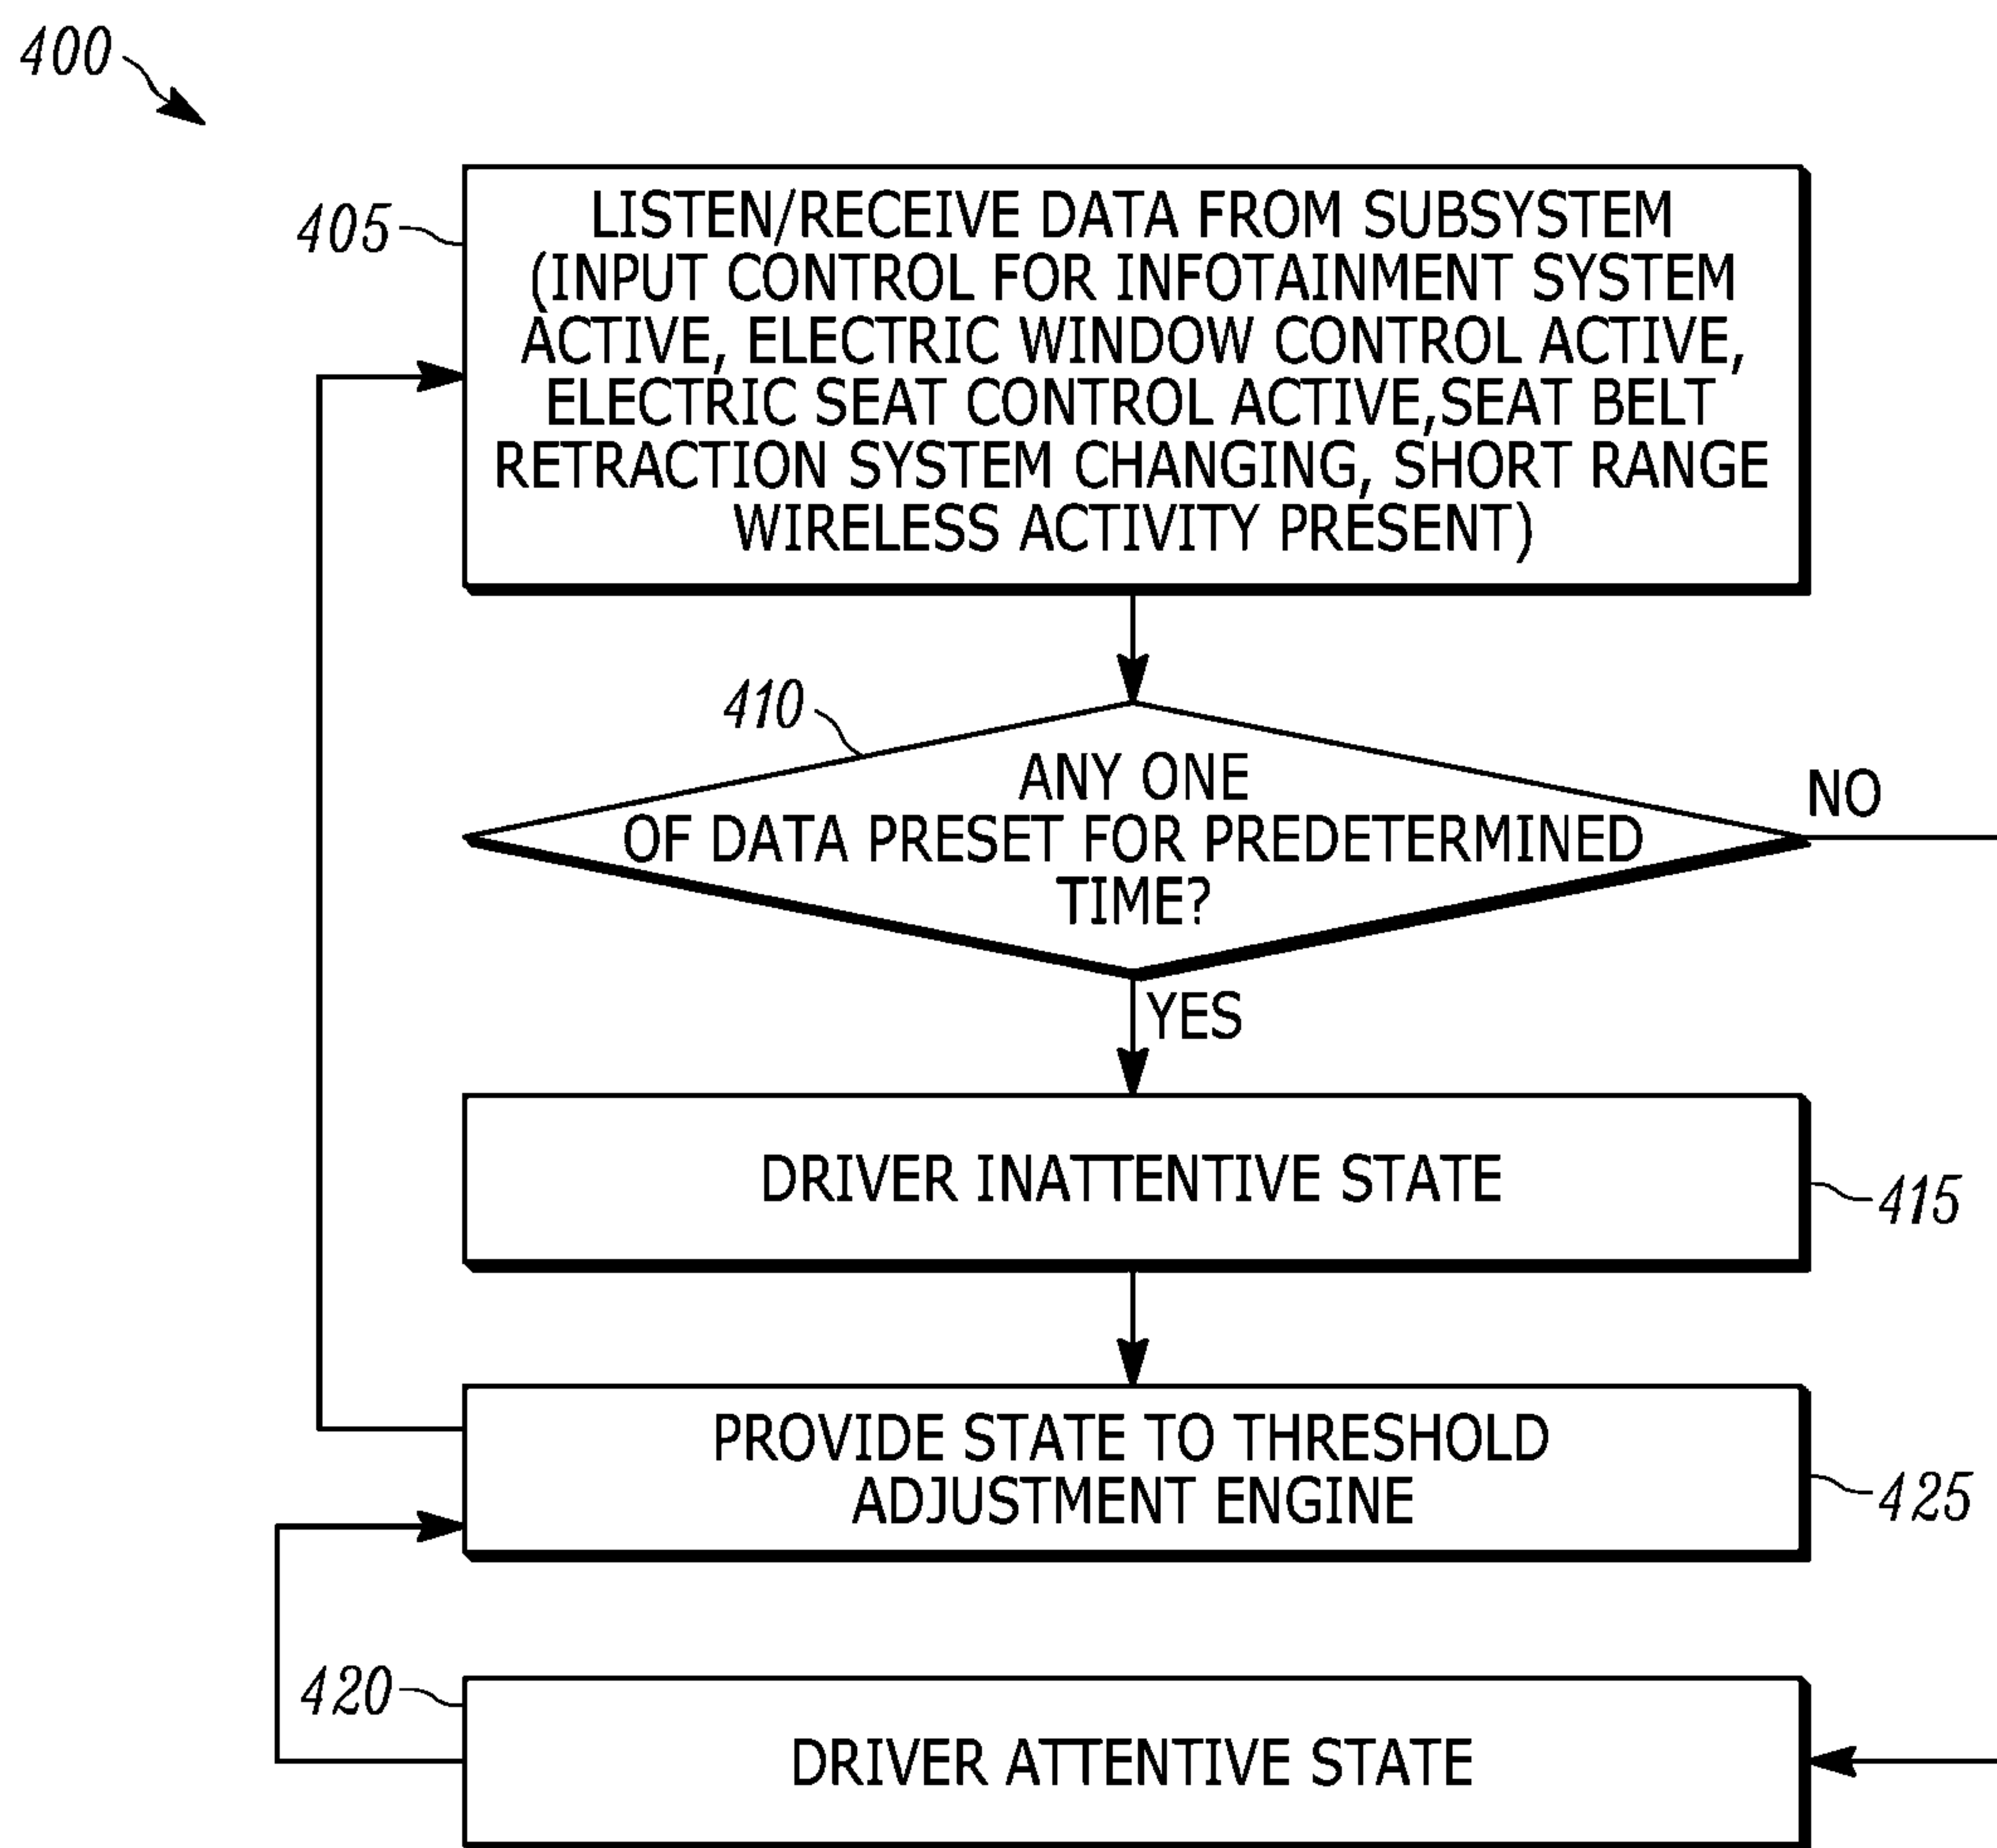 400
405
LISTEN/RECEIVE DATA FROM SUBSYSTEM
(INPUT CONTROL FOR INFOTAINMENT SYSTEM
ACTIVE, ELECTRIC WINDOW CONTROL ACTIVE,
ELECTRIC SEAT CONTROL ACTIVE,SEAT BELT
RETRACTION SYSTEM CHANGING, SHORT RANGE
WIRELESS ACTIVITY PRESENT)
410
ANY ONE
OF DATA PRESET FOR PREDETERMINED
TIME?
NO
YES
DRIVER INATTENTIVE STATE
415
PROVIDE STATE TO THRESHOLD
ADJUSTMENT ENGINE
425
420
DRIVER ATTENTIVE STATE